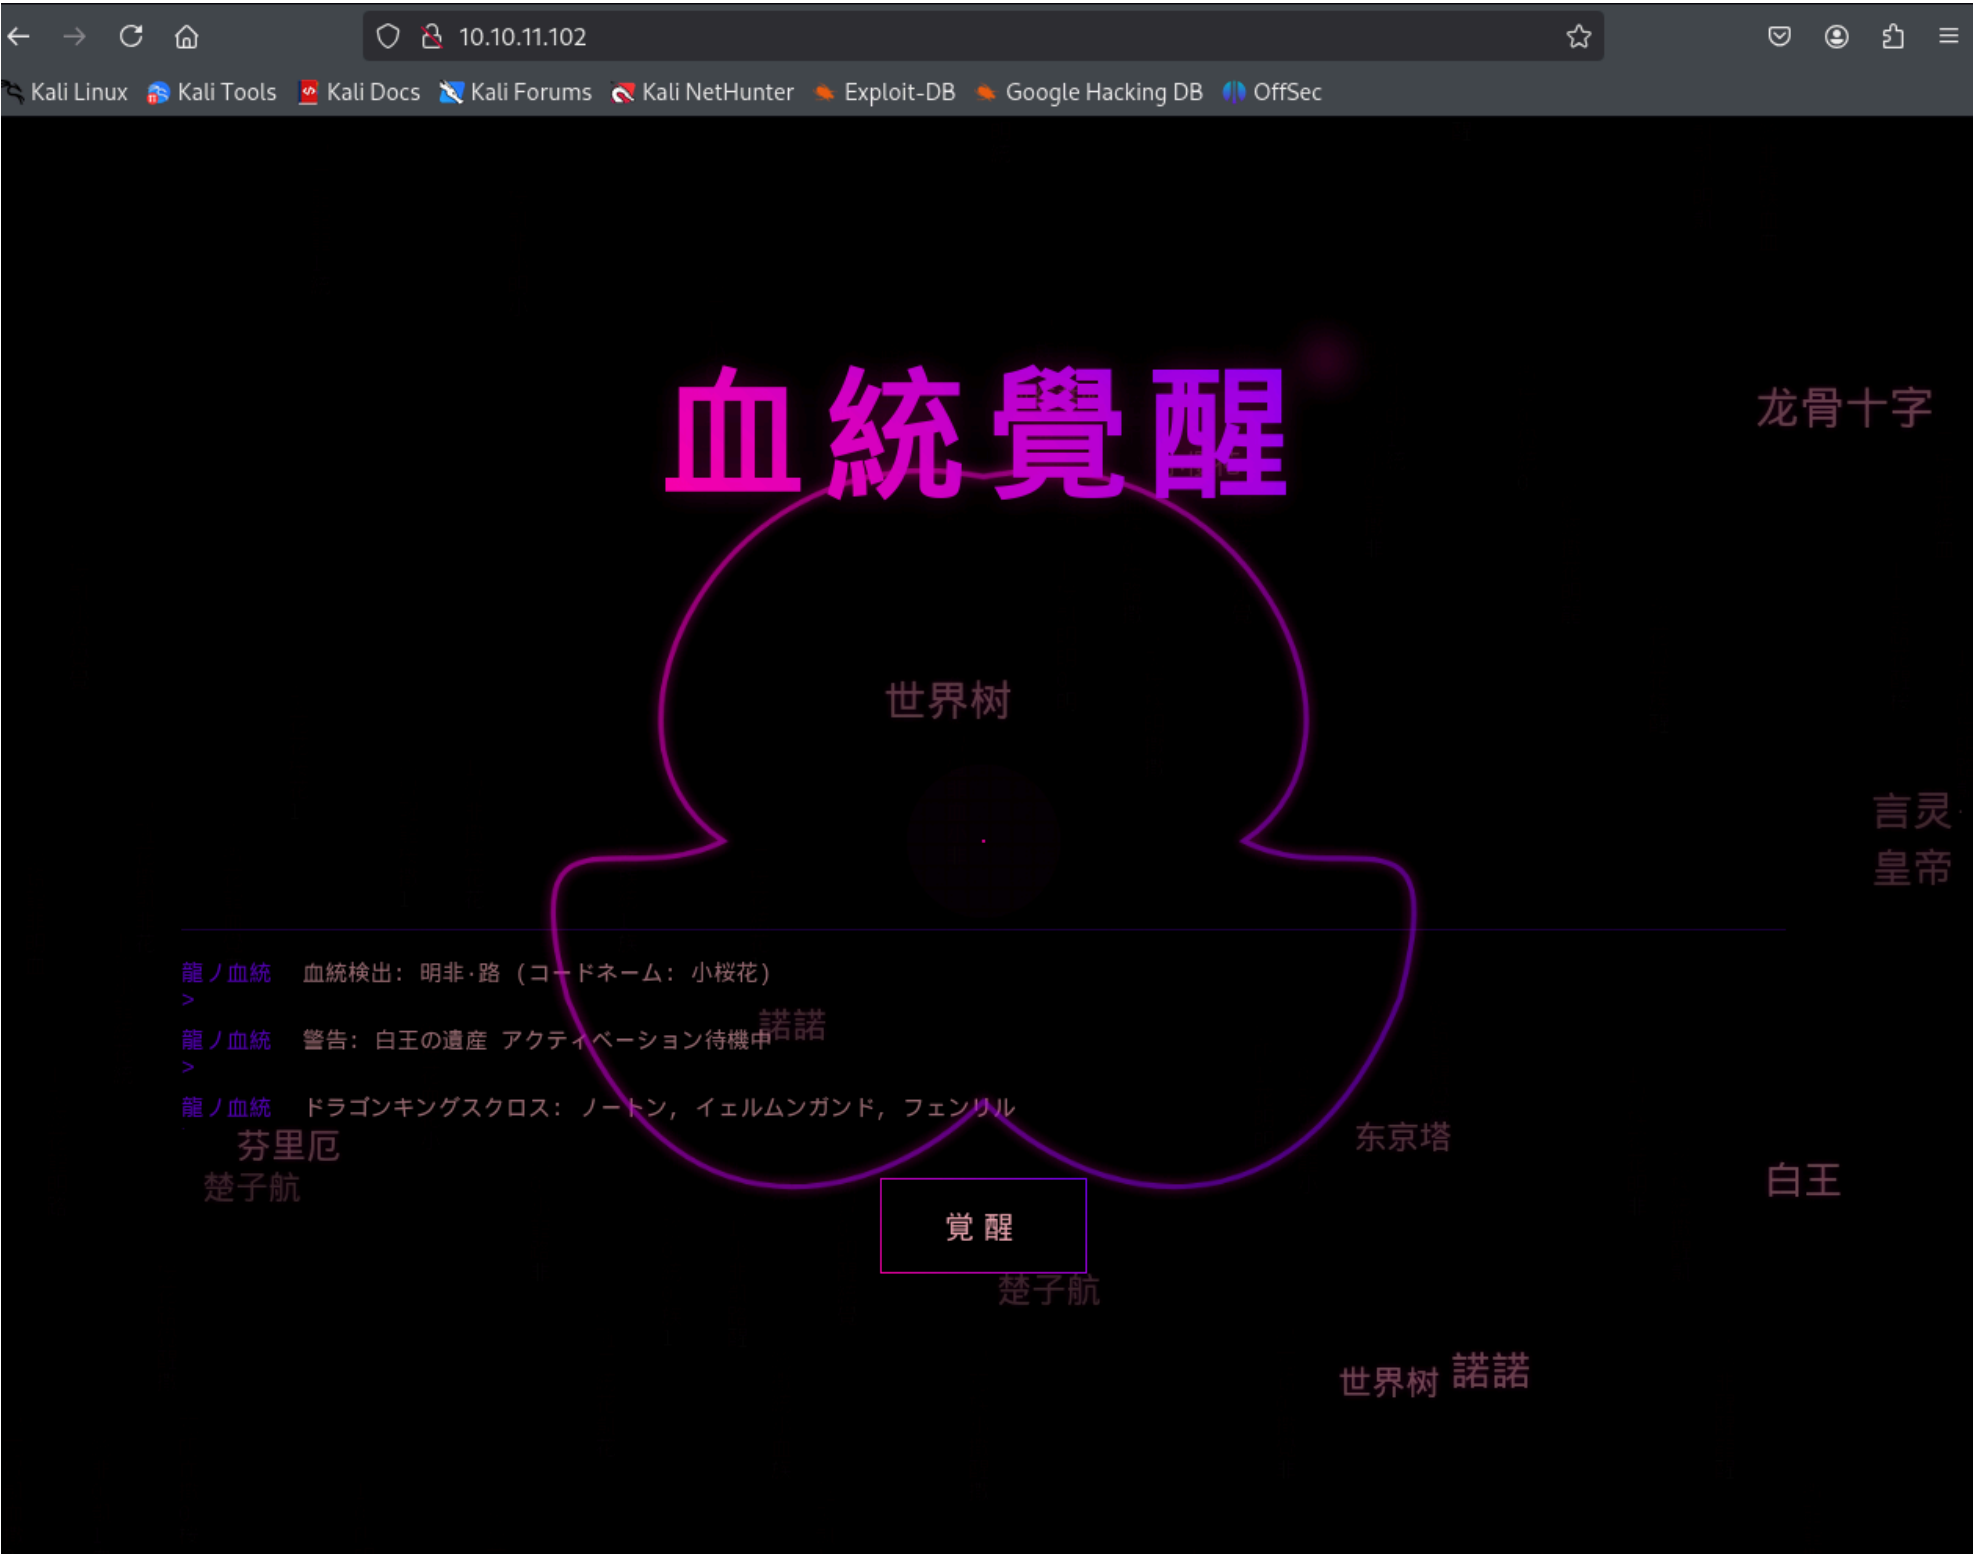 10.10.11.102
Kali Linux Kali Tools Kali Docs Kali Forums Kali NetHunter Exploit-DB Google Hacking DB OffSec
血統覺醒
龙骨十字
世界树
言灵·
皇帝
龍ノ血統 血統検出: 明非·路 (コードネーム: 小桜花)
>
諾諾
龍ノ血統 警告: 白王の遺産 アクティベーション待機中
>
龍ノ血統 ドラゴンキングスクロス: ノートン, イェルムンガンド, フェンリル
芬里厄
东京塔
楚子航
白王
覚醒
楚子航
世界树
諾諾